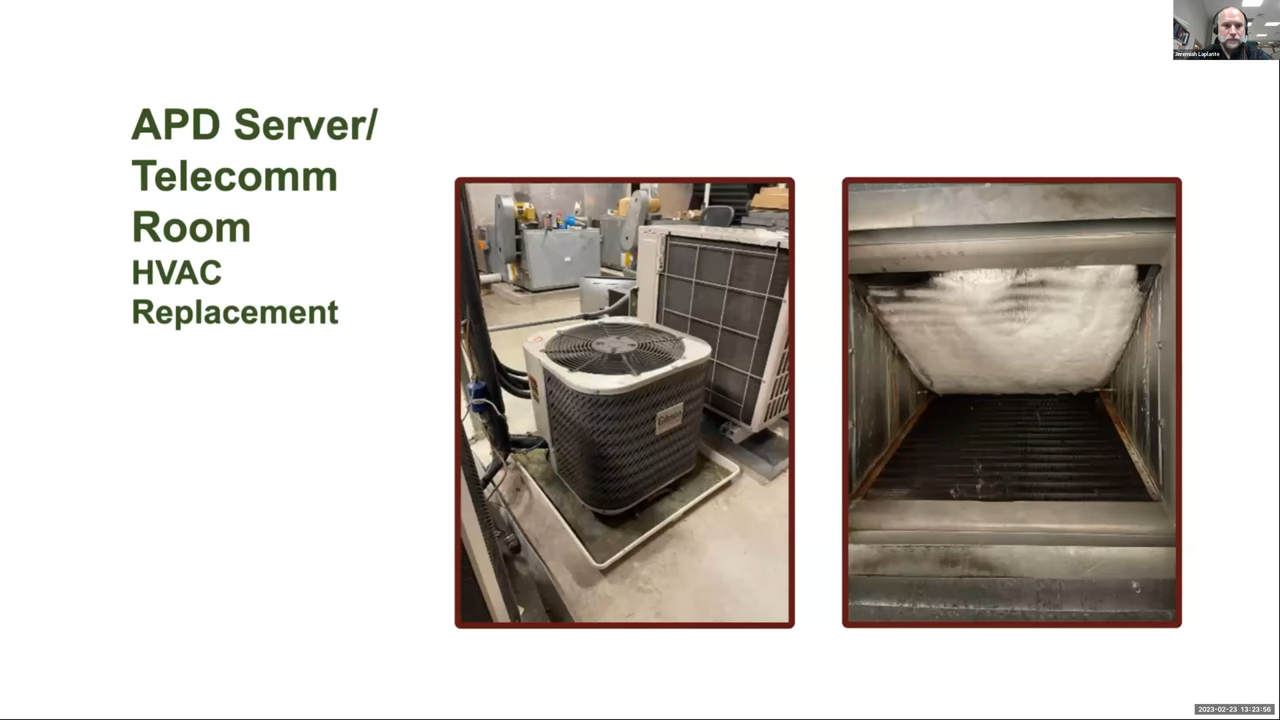 Jeremiah Laplante
APD Server/
Telecomm
Room
HVAC
Replacement
2023-02-23 13:23:56